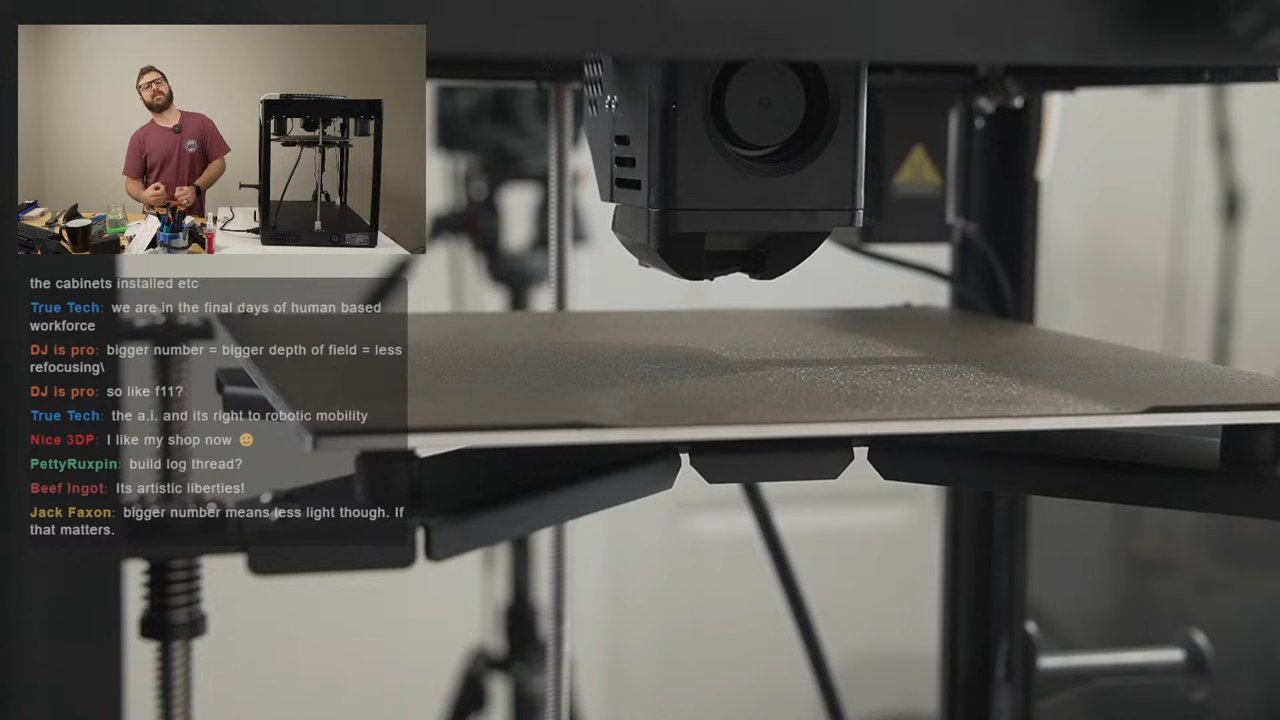 the cabinets installed etc
True Tech: we are in the final days of human based
workforce
DJ is pro: bigger number = bigger depth of field = less
refocusing\
DJ is pro: so like f11?
True Tech: the a.i. and its right to robotic mobility
Nice 3DP: I like my shop now 🙂
PettyRuxpin: build log thread?
Beef Ingot: Its artistic liberties!
Jack Faxon: bigger number means less light though. If
that matters.